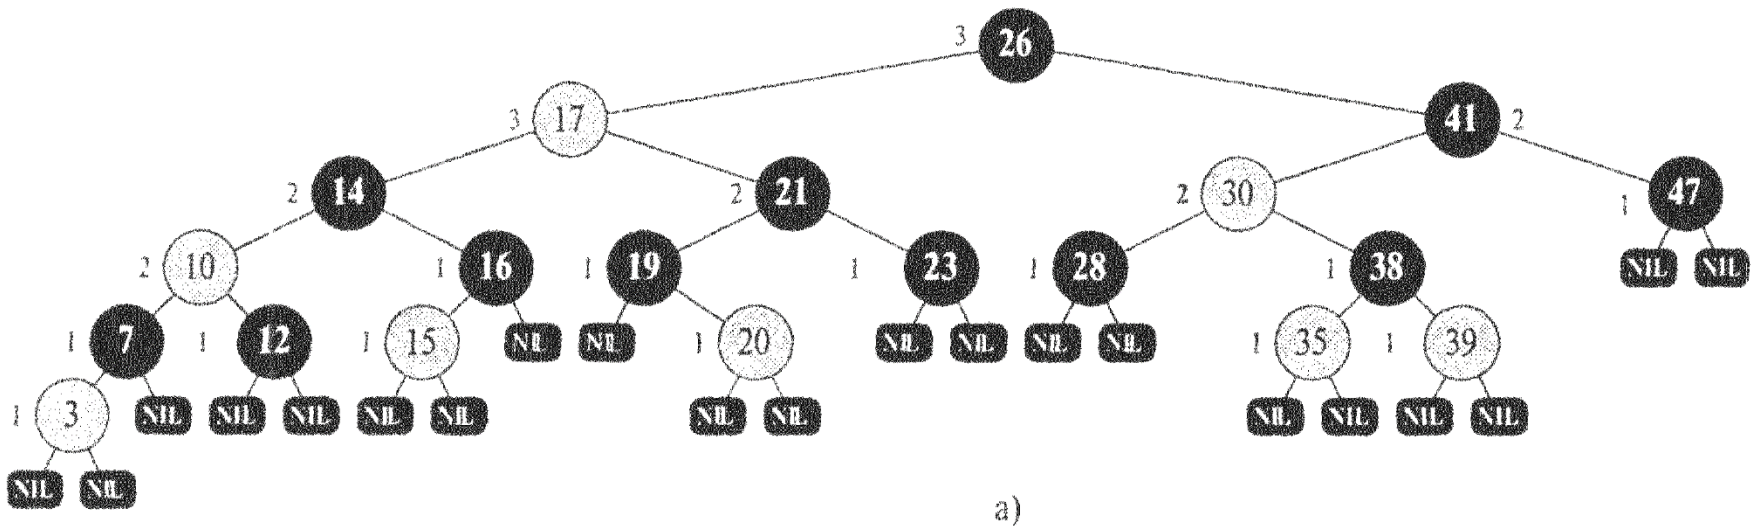 3 26
3 17 41 2
2 14 2 21 2 30 1 47
2 10 1 16 1 19 1 23 1 28 1 38 NIL NIL
1 7 1 12 1 15 NIL NIL 1 20 NIL NIL NIL NIL 1 35 1 39
1 3 NIL NIL NIL NIL NIL NIL NIL NIL NIL NIL NIL
NIL NIL
a)